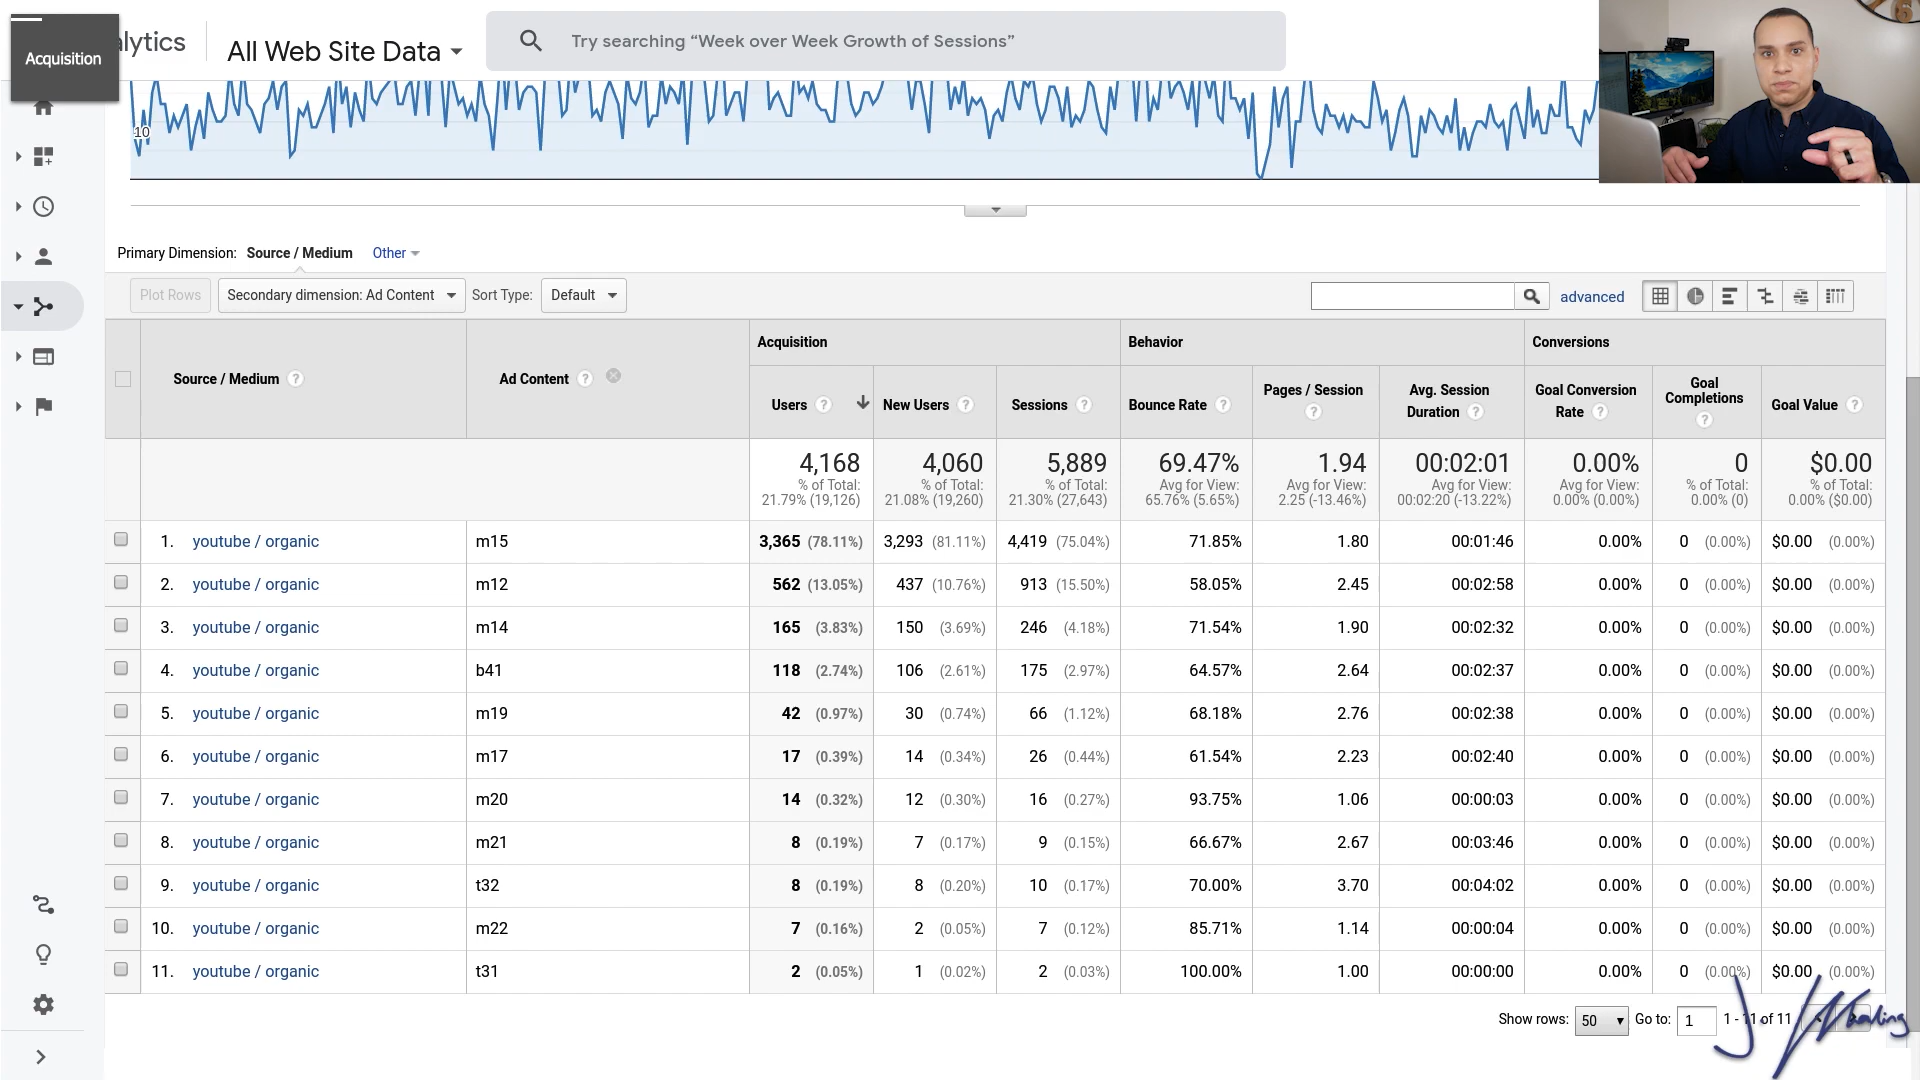 Acquisition
alytics
All Web Site Data
Try searching “Week over Week Growth of Sessions”
10
Primary Dimension: Source / Medium Other
Plot Rows Secondary dimension: Ad Content Sort Type: Default advanced
Acquisition Behavior Conversions
Source / Medium ? Ad Content ? Users ? New Users ? Sessions ? Bounce Rate ? Pages / Session ? Avg. Session Duration ? Goal Conversion Rate ? Goal Completions ? Goal Value ?
4,168 4,060 5,889 69.47% 1.94 00:02:01 0.00% 0 $0.00
% of Total: % of Total: % of Total: Avg for View: Avg for View: Avg for View: Avg for View: % of Total: % of Total:
21.79% (19,126) 21.08% (19,260) 21.30% (27,643) 65.76% (5.65%) 2.25 (-13.46%) 00:02:20 (-13.22%) 0.00% (0.00%) 0.00% (0) 0.00% ($0.00)
1. youtube / organic m15 3,365 (78.11%) 3,293 (81.11%) 4,419 (75.04%) 71.85% 1.80 00:01:46 0.00% 0 (0.00%) $0.00 (0.00%)
2. youtube / organic m12 562 (13.05%) 437 (10.76%) 913 (15.50%) 58.05% 2.45 00:02:58 0.00% 0 (0.00%) $0.00 (0.00%)
3. youtube / organic m14 165 (3.83%) 150 (3.69%) 246 (4.18%) 71.54% 1.90 00:02:32 0.00% 0 (0.00%) $0.00 (0.00%)
4. youtube / organic b41 118 (2.74%) 106 (2.61%) 175 (2.97%) 64.57% 2.64 00:02:37 0.00% 0 (0.00%) $0.00 (0.00%)
5. youtube / organic m19 42 (0.97%) 30 (0.74%) 66 (1.12%) 68.18% 2.76 00:02:38 0.00% 0 (0.00%) $0.00 (0.00%)
6. youtube / organic m17 17 (0.39%) 14 (0.34%) 26 (0.44%) 61.54% 2.23 00:02:40 0.00% 0 (0.00%) $0.00 (0.00%)
7. youtube / organic m20 14 (0.32%) 12 (0.30%) 16 (0.27%) 93.75% 1.06 00:00:03 0.00% 0 (0.00%) $0.00 (0.00%)
8. youtube / organic m21 8 (0.19%) 7 (0.17%) 9 (0.15%) 66.67% 2.67 00:03:46 0.00% 0 (0.00%) $0.00 (0.00%)
9. youtube / organic t32 8 (0.19%) 8 (0.20%) 10 (0.17%) 70.00% 3.70 00:04:02 0.00% 0 (0.00%) $0.00 (0.00%)
10. youtube / organic m22 7 (0.16%) 2 (0.05%) 7 (0.12%) 85.71% 1.14 00:00:04 0.00% 0 (0.00%) $0.00 (0.00%)
11. youtube / organic t31 2 (0.05%) 1 (0.02%) 2 (0.03%) 100.00% 1.00 00:00:00 0.00% 0 (0.00%) $0.00 (0.00%)
Show rows: 50 Go to: 1 1 - 11 of 11